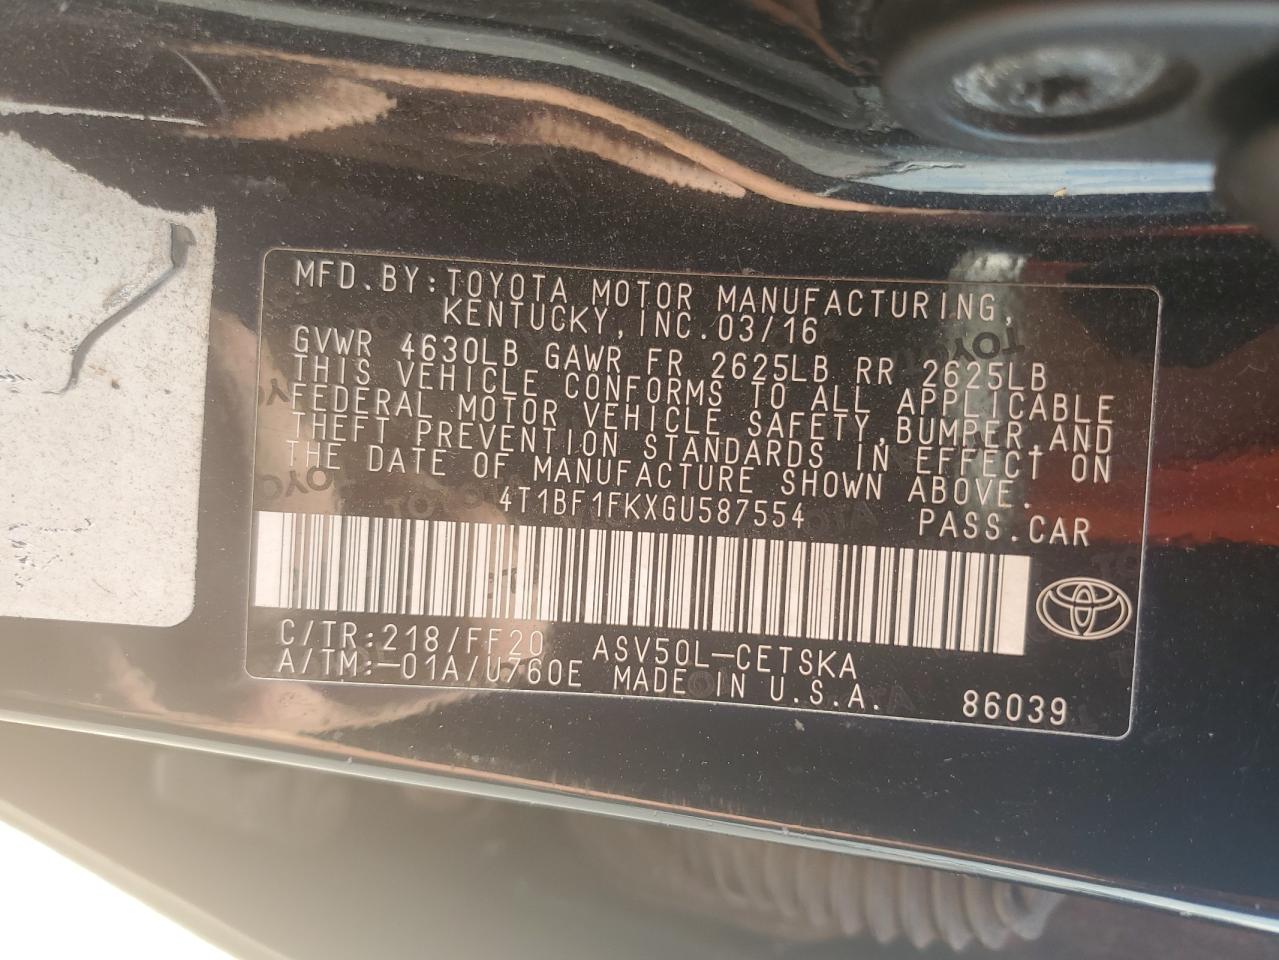 MFD.BY:TOYOTA MOTOR MANUFACTURING,
KENTUCKY,INC.03/16
GVWR 4630LB GAWR FR 2625LB RR 2625LB
THIS VEHICLE CONFORMS TO ALL APPLICABLE
FEDERAL MOTOR VEHICLE SAFETY,BUMPER,AND
THEFT PREVENTION STANDARDS IN EFFECT ON
THE DATE OF MANUFACTURE SHOWN ABOVE.
4T1BF1FKXGU587554 PASS.CAR
C/TR:218/FF20 ASV50L-CETSKA
A/TM:-01A/U760E MADE IN U.S.A. 86039